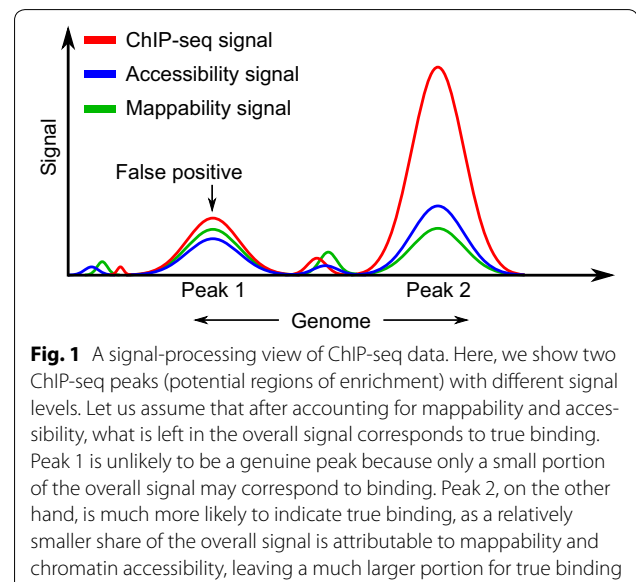 ChIP-seq signal
Accessibility signal
Mappability signal
Signal
False positive
Peak 1
Peak 2
Genome
Fig. 1 A signal-processing view of ChIP-seq data. Here, we show two
ChIP-seq peaks (potential regions of enrichment) with different signal
levels. Let us assume that after accounting for mappability and acces-
sibility, what is left in the overall signal corresponds to true binding.
Peak 1 is unlikely to be a genuine peak because only a small portion
of the overall signal may correspond to binding. Peak 2, on the other
hand, is much more likely to indicate true binding, as a relatively
smaller share of the overall signal is attributable to mappability and
chromatin accessibility, leaving a much larger portion for true binding